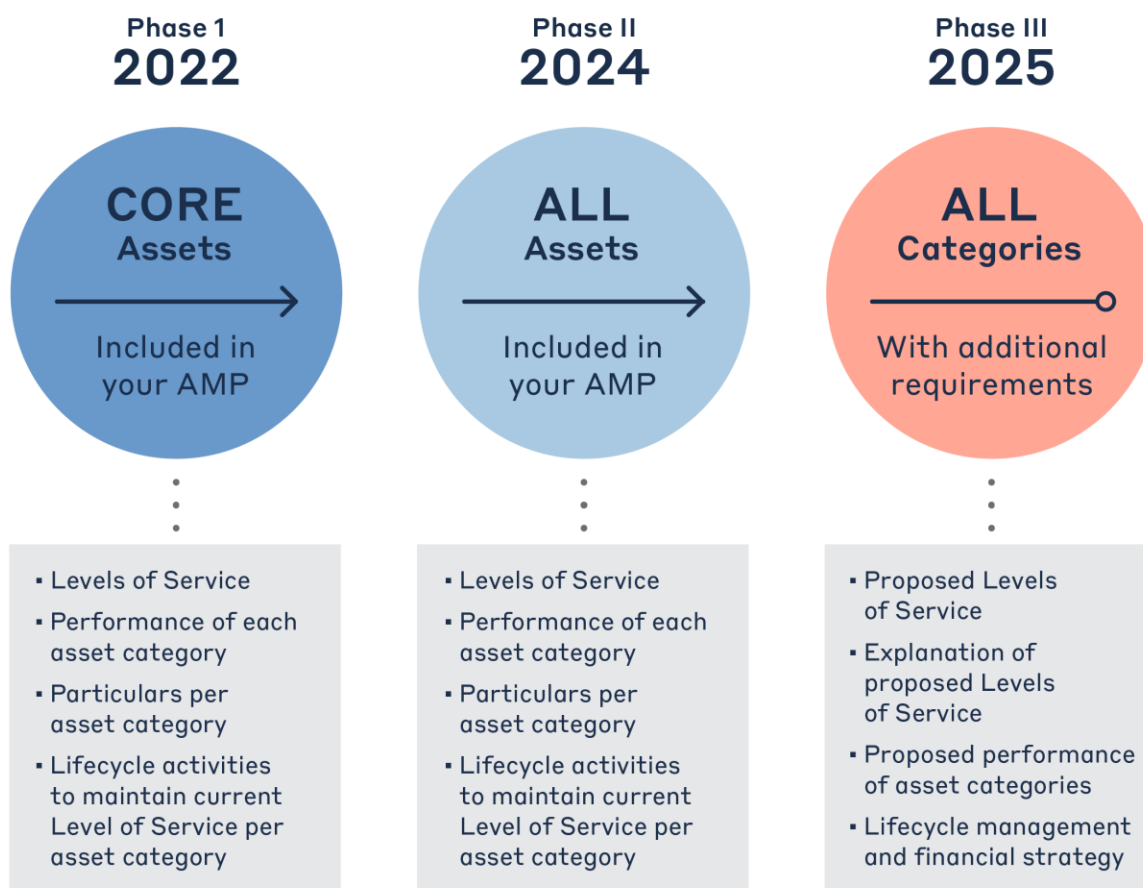 Phase 1
2022
CORE
Assets
Included in
your AMP
▪ Levels of Service
▪ Performance of each
asset category
▪ Particulars per
asset category
▪ Lifecycle activities
to maintain current
Level of Service per
asset category
Phase II
2024
ALL
Assets
Included in
your AMP
▪ Levels of Service
▪ Performance of each
asset category
▪ Particulars per
asset category
▪ Lifecycle activities
to maintain current
Level of Service per
asset category
Phase III
2025
ALL
Categories
With additional
requirements
▪ Proposed Levels
of Service
▪ Explanation of
proposed Levels
of Service
▪ Proposed performance
of asset categories
▪ Lifecycle management
and financial strategy